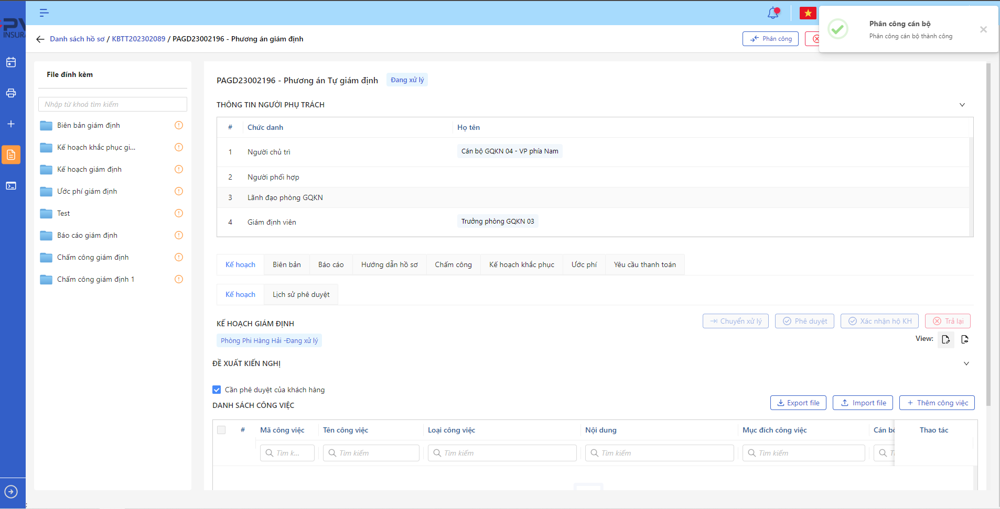 PV
INSURA
Danh sách hồ sơ / KBTT202302089 / PAGD23002196 - Phương án giám định
Phân công
Phân công cán bộ
Phân công cán bộ thành công
File đính kèm
Nhập từ khoá tìm kiếm
Biên bản giám định
Kế hoạch khắc phục gi...
Kế hoạch giám định
Ước phí giám định
Test
Báo cáo giám định
Chấm công giám định
Chấm công giám định 1
PAGD23002196 - Phương án Tự giám định Đang xử lý
THÔNG TIN NGƯỜI PHỤ TRÁCH
# Chức danh Họ tên
1 Người chủ trì Cán bộ GQKN 04 - VP phía Nam
2 Người phối hợp
3 Lãnh đạo phòng GQKN
4 Giám định viên Trưởng phòng GQKN 03
Kế hoạch Biên bản Báo cáo Hướng dẫn hồ sơ Chấm công Kế hoạch khắc phục Ước phí Yêu cầu thanh toán
Kế hoạch Lịch sử phê duyệt
KẾ HOẠCH GIÁM ĐỊNH
Chuyển xử lý Phê duyệt Xác nhận hộ KH Trả lại
Phòng Phi Hàng Hải -Đang xử lý
View:
ĐỀ XUẤT KIẾN NGHỊ
Cần phê duyệt của khách hàng
DANH SÁCH CÔNG VIỆC
Export file Import file + Thêm công việc
# Mã công việc Tên công việc Loại công việc Nội dung Mục đích công việc Cán bộ Thao tác
Tìm k... Tìm kiếm Tìm kiếm Tìm kiếm Tìm kiếm